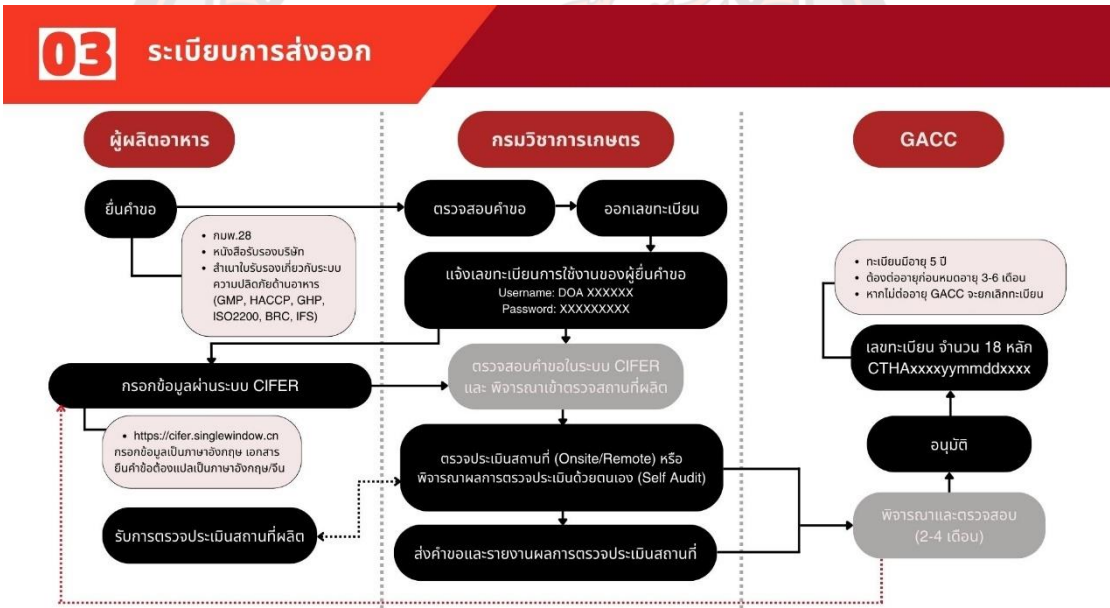 03 ระเบียบการส่งออก
ผู้ผลิตอาหาร
กรมวิชาการเกษตร
GACC
ยื่นคำขอ
ตรวจสอบคำขอ
ออกเลขทะเบียน
• กมพ.28
• หนังสือรับรองบริษัท
• สำเนาใบรับรองเกี่ยวกับระบบ
ความปลิดภัยด้านอาหาร
(GMP, HACCP, GHP,
ISO2200, BRC, IFS)
แจ้งเลขทะเบียนการใช้งานของผู้ยื่นคำขอ
Username: DOA XXXXXX
Password: XXXXXXXXX
• ทะเบียนมีอายุ 5 ปี
• ต้องต่ออายุก่อนหมดอายุ 3-6 เดือน
• หากไม่ต่ออายุ GACC จะยกเลิกทะเบียน
กรอกข้อมูลผ่านระบบ CIFER
ตรวจสอบคำขอในระบบ CIFER
และ พิจารณาเข้าตรวจสถานที่ผลิต
เลขทะเบียน จำนวน 18 หลัก
CTHAxxxxyymmddxxxx
• https://cifer.singlewindow.cn
กรอกข้อมูลเป็นภาษาอังกฤษ เอกสาร
ยืนคำข้อต้องแปลเป็นภาษาอังกฤษ/จีน
ตรวจประเมินสถานที่ (Onsite/Remote) หรือ
พิจารณาผลการตรวจประเมินด้วยตนเอง (Self Audit)
อนุมัติ
รับการตรวจประเมินสถานที่ผลิต
ส่งคำขอและรายงานผลการตรวจประเมินสถานที่
พิจารณาและตรวจสอบ
(2-4 เดือน)